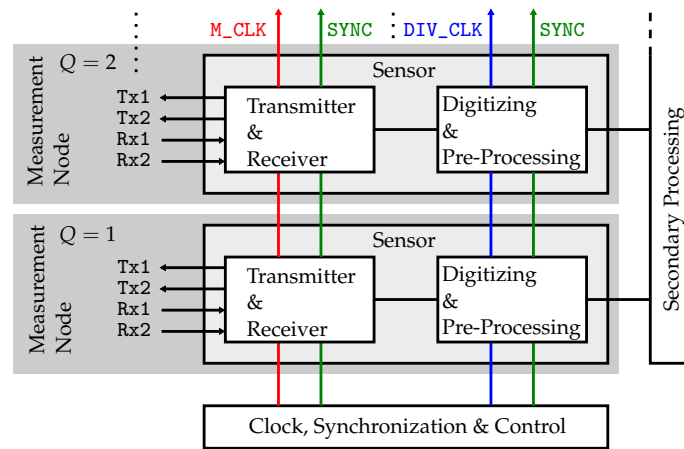 M_CLK
SYNC
DIV_CLK
SYNC
Measurement
Node
Q = 2
Sensor
Tx1
Tx2
Rx1
Rx2
Transmitter
&
Receiver
Digitizing
&
Pre-Processing
Secondary Processing
Measurement
Node
Q = 1
Sensor
Tx1
Tx2
Rx1
Rx2
Transmitter
&
Receiver
Digitizing
&
Pre-Processing
Clock, Synchronization & Control